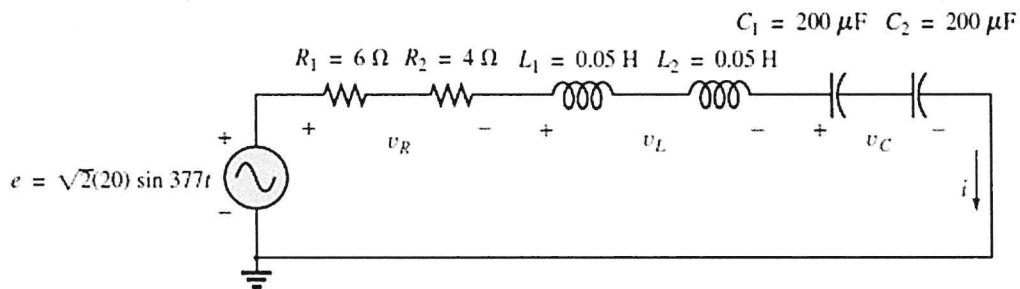 C₁ = 200 μF C₂ = 200 μF
R₁ = 6 Ω R₂ = 4 Ω L₁ = 0.05 H L₂ = 0.05 H
+ v_R − + v_L − + v_C −
+
e = √2(20) sin 377t
−
i